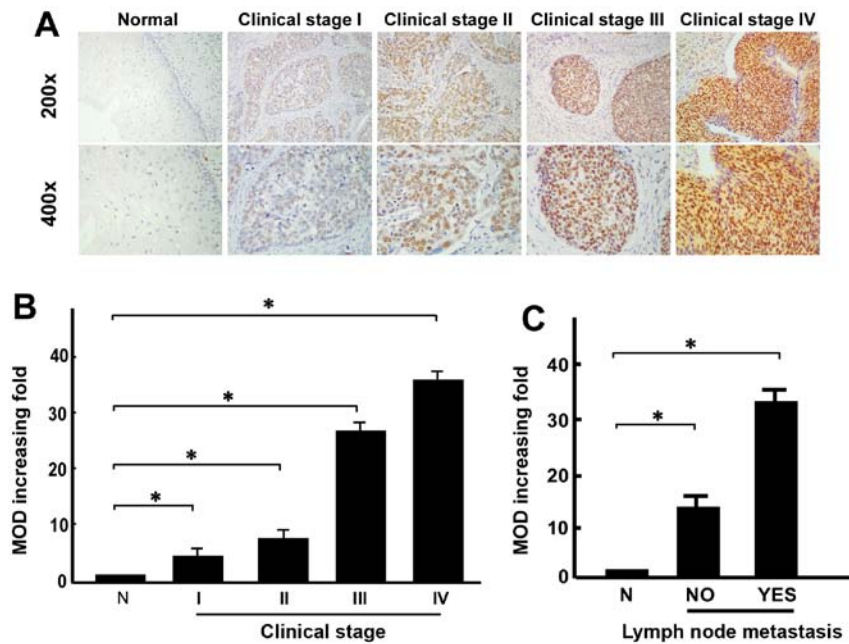 A
Normal Clinical stage I Clinical stage II Clinical stage III Clinical stage IV
200x
400x
B
MOD increasing fold
40
30
20
10
0
*
*
*
*
N I II III IV
Clinical stage
C
MOD increasing fold
40
30
20
10
0
*
*
N NO YES
Lymph node metastasis